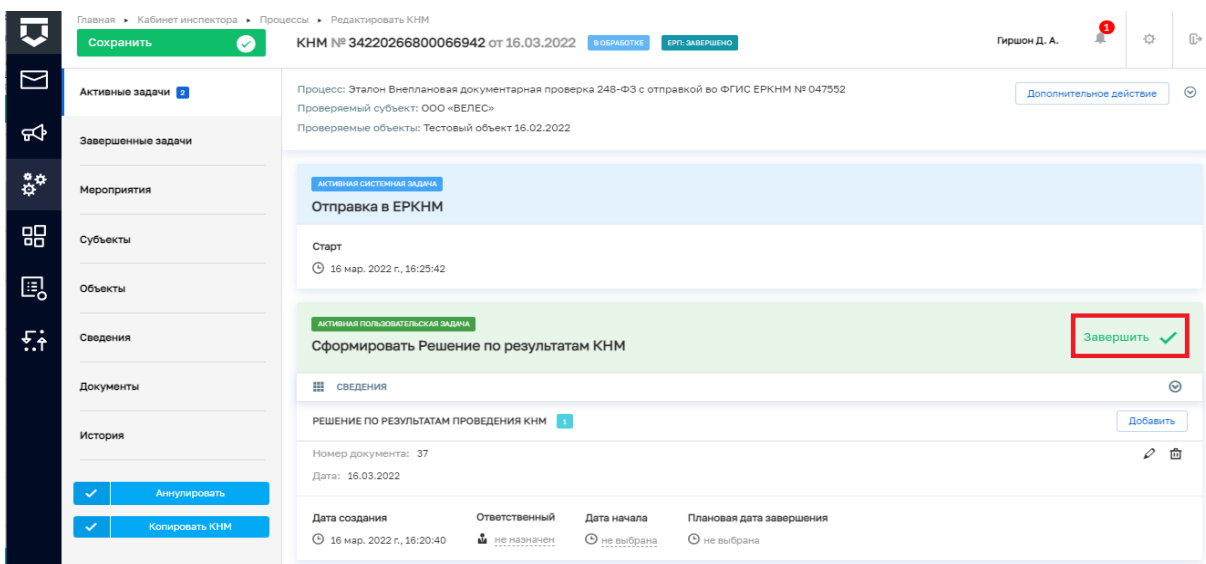 Главная ▸ Кабинет инспектора ▸ Процессы ▸ Редактировать КНМ
Сохранить
КНМ № 34220266800066942 от 16.03.2022 В ОБРАБОТКЕ ЕРП: ЗАВЕРШЕНО
Гиршон Д. А.
1
Активные задачи 2
Завершенные задачи
Мероприятия
Субъекты
Объекты
Сведения
Документы
История
Аннулировать
Копировать КНМ
Процесс: Эталон Внеплановая документарная проверка 248-ФЗ с отправкой во ФГИС ЕРКНМ № 047552
Проверяемый субъект: ООО «ВЕЛЕС»
Проверяемые объекты: Тестовый объект 16.02.2022
Дополнительное действие
АКТИВНАЯ СИСТЕМНАЯ ЗАДАЧА
Отправка в ЕРКНМ
Старт
16 мар. 2022 г., 16:25:42
АКТИВНАЯ ПОЛЬЗОВАТЕЛЬСКАЯ ЗАДАЧА
Сформировать Решение по результатам КНМ
Завершить
СВЕДЕНИЯ
РЕШЕНИЕ ПО РЕЗУЛЬТАТАМ ПРОВЕДЕНИЯ КНМ 1
Добавить
Номер документа: 37
Дата: 16.03.2022
Дата создания Ответственный Дата начала Плановая дата завершения
16 мар. 2022 г., 16:20:40 не назначен не выбрана не выбрана